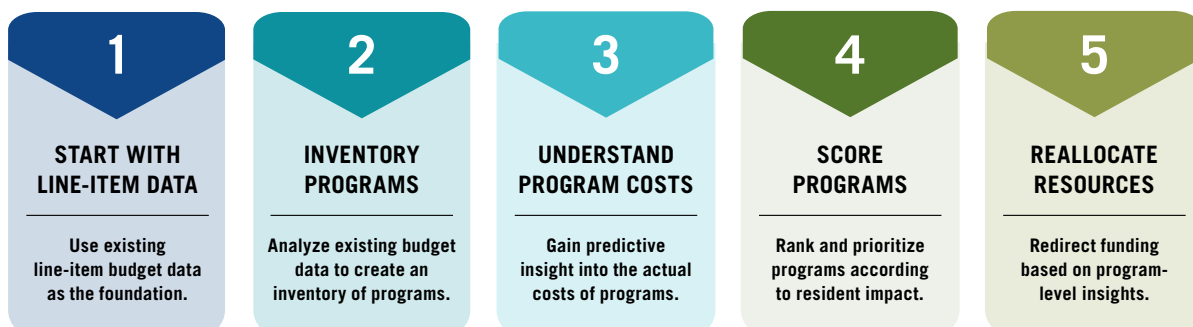 1
START WITH
LINE-ITEM DATA
Use existing
line-item budget data
as the foundation.
2
INVENTORY
PROGRAMS
Analyze existing budget
data to create an
inventory of programs.
3
UNDERSTAND
PROGRAM COSTS
Gain predictive
insight into the actual
costs of programs.
4
SCORE
PROGRAMS
Rank and prioritize
programs according
to resident impact.
5
REALLOCATE
RESOURCES
Redirect funding
based on program-
level insights.